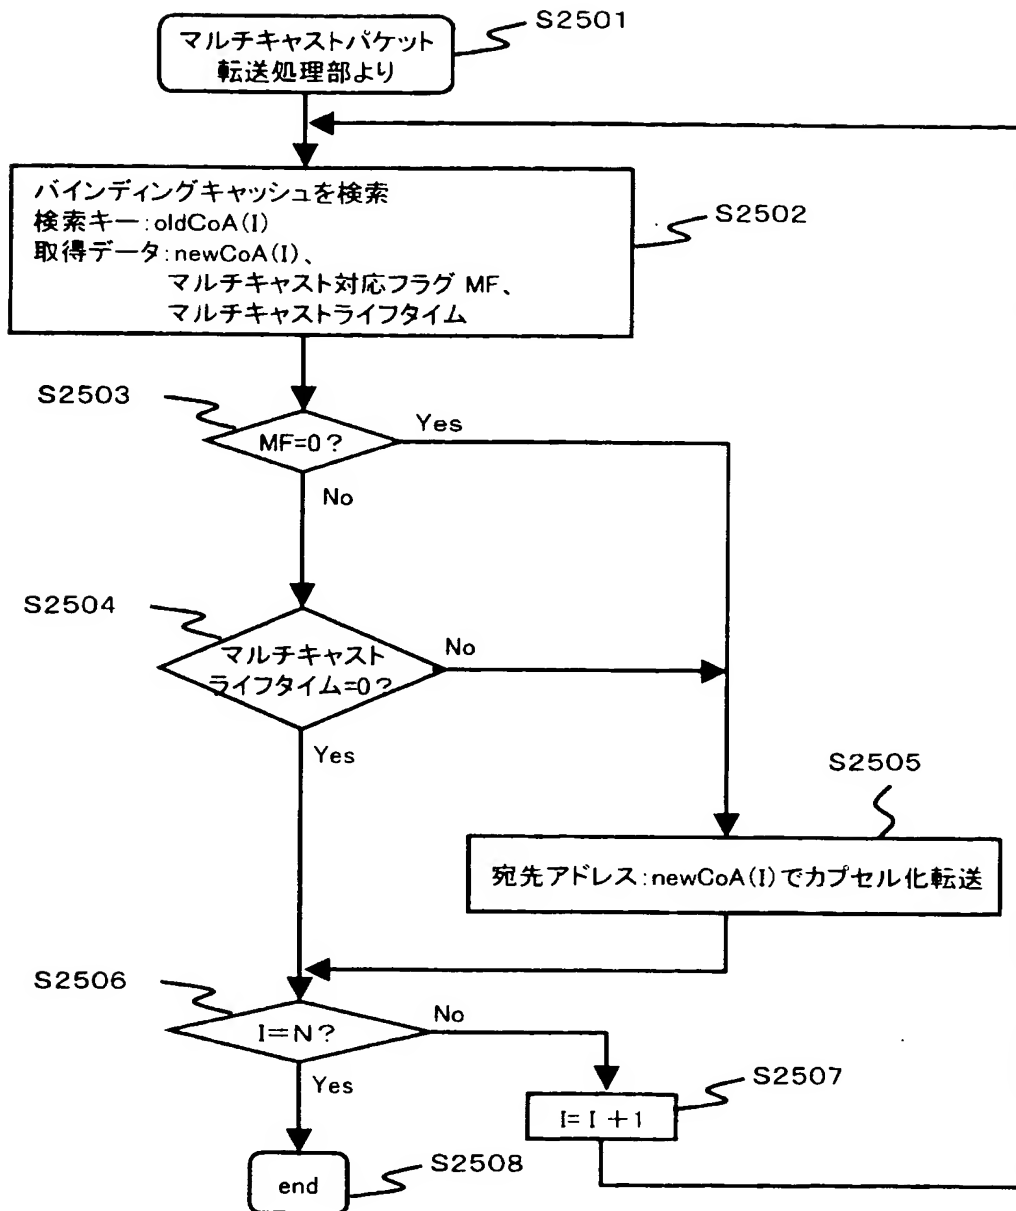 S2501
マルチキャストパケット
転送処理部より
バインディングキャッシュを検索
検索キー:oldCoA(I)
取得データ:newCoA(I)、
マルチキャスト対応フラグ MF、
マルチキャストライフタイム
S2502
S2503
MF=0?
Yes
No
S2504
マルチキャスト
ライフタイム=0?
No
Yes
S2505
宛先アドレス:newCoA(I)でカプセル化転送
S2506
I=N?
No
Yes
S2507
I=I+1
end
S2508